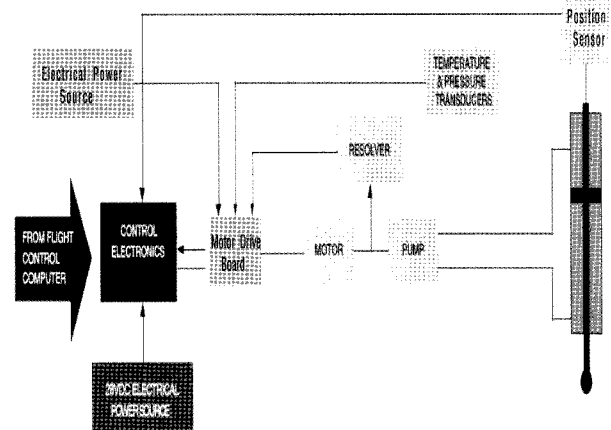 Position
Sensor
Electrical Power
Source
TEMPERATURE
& PRESSURE
TRANSDUCERS
RESOLVER
FROM FLIGHT
CONTROL
COMPUTER
CONTROL
ELECTRONICS
Motor Drive
Board
MOTOR
PUMP
28VDC ELECTRICAL
POWER SOURCE